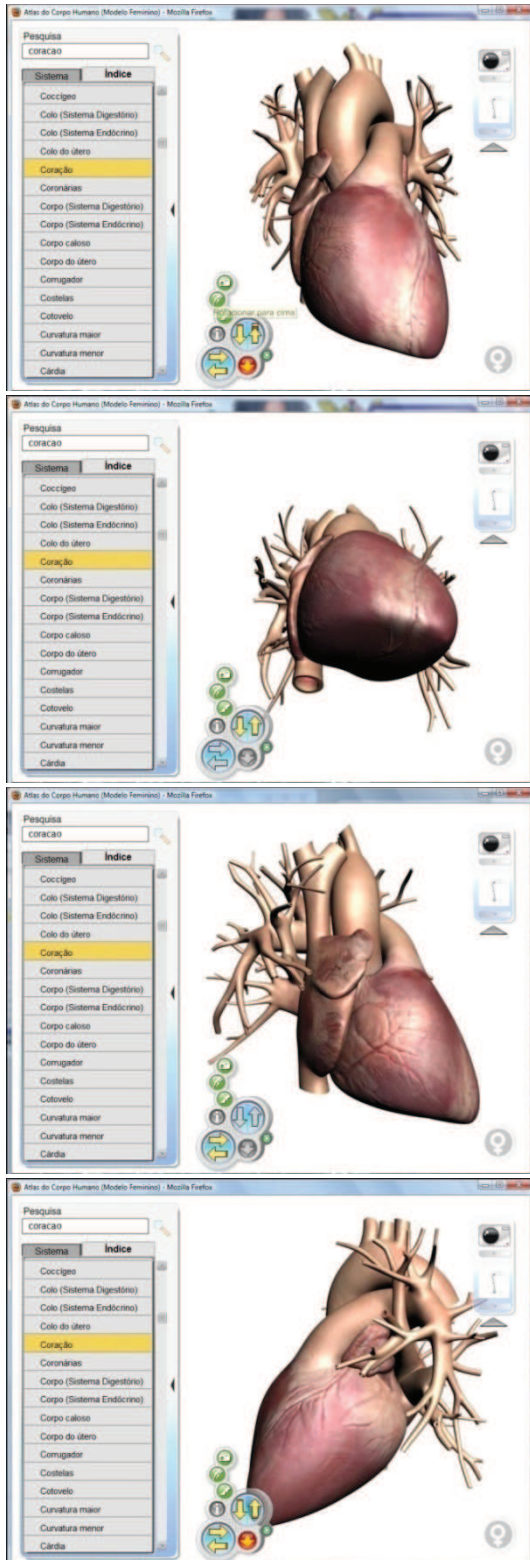 Atlas do Corpo Humano (Modelo Feminino) - Mozilla Firefox
Pesquisa
coracao
Sistema Índice
Coccígeo
Colo (Sistema Digestório)
Colo (Sistema Endócrino)
Colo do útero
Coração
Coronárias
Corpo (Sistema Digestório)
Corpo (Sistema Endócrino)
Corpo caloso
Corpo do útero
Corrugador
Costelas
Cotovelo
Curvatura maior
Curvatura menor
Cárdia
Rotacionar para cima
Atlas do Corpo Humano (Modelo Feminino) - Mozilla Firefox
Pesquisa
coracao
Sistema Índice
Coccígeo
Colo (Sistema Digestório)
Colo (Sistema Endócrino)
Colo do útero
Coração
Coronárias
Corpo (Sistema Digestório)
Corpo (Sistema Endócrino)
Corpo caloso
Corpo do útero
Corrugador
Costelas
Cotovelo
Curvatura maior
Curvatura menor
Cárdia
Atlas do Corpo Humano (Modelo Feminino) - Mozilla Firefox
Pesquisa
coracao
Sistema Índice
Coccígeo
Colo (Sistema Digestório)
Colo (Sistema Endócrino)
Colo do útero
Coração
Coronárias
Corpo (Sistema Digestório)
Corpo (Sistema Endócrino)
Corpo caloso
Corpo do útero
Corrugador
Costelas
Cotovelo
Curvatura maior
Curvatura menor
Cárdia
Atlas do Corpo Humano (Modelo Feminino) - Mozilla Firefox
Pesquisa
coracao
Sistema Índice
Coccígeo
Colo (Sistema Digestório)
Colo (Sistema Endócrino)
Colo do útero
Coração
Coronárias
Corpo (Sistema Digestório)
Corpo (Sistema Endócrino)
Corpo caloso
Corpo do útero
Corrugador
Costelas
Cotovelo
Curvatura maior
Curvatura menor
Cárdia